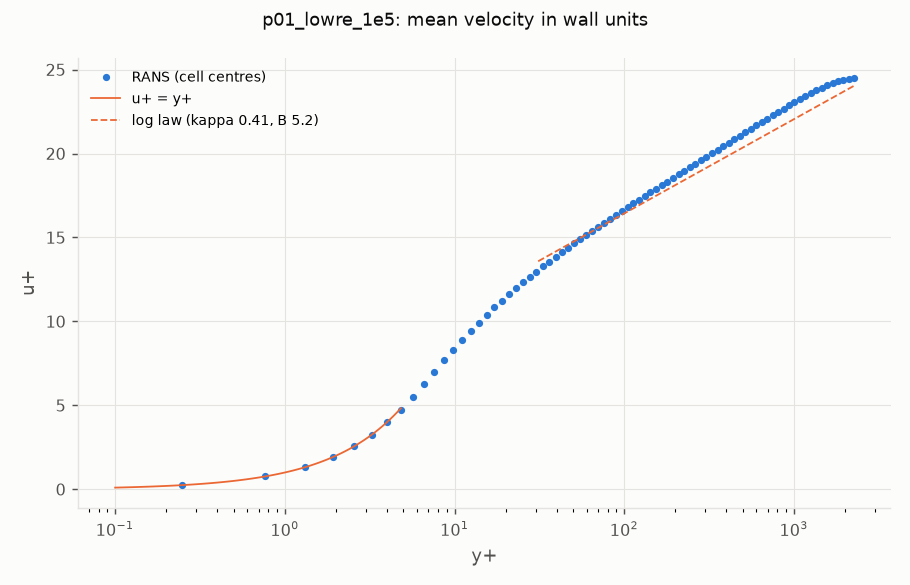 p01_lowre_1e5: mean velocity in wall units
RANS (cell centres)
u+ = y+
log law (kappa 0.41, B 5.2)
25
20
15
10
5
0
u+
10⁻¹ 10⁰ 10¹ 10² 10³
y+